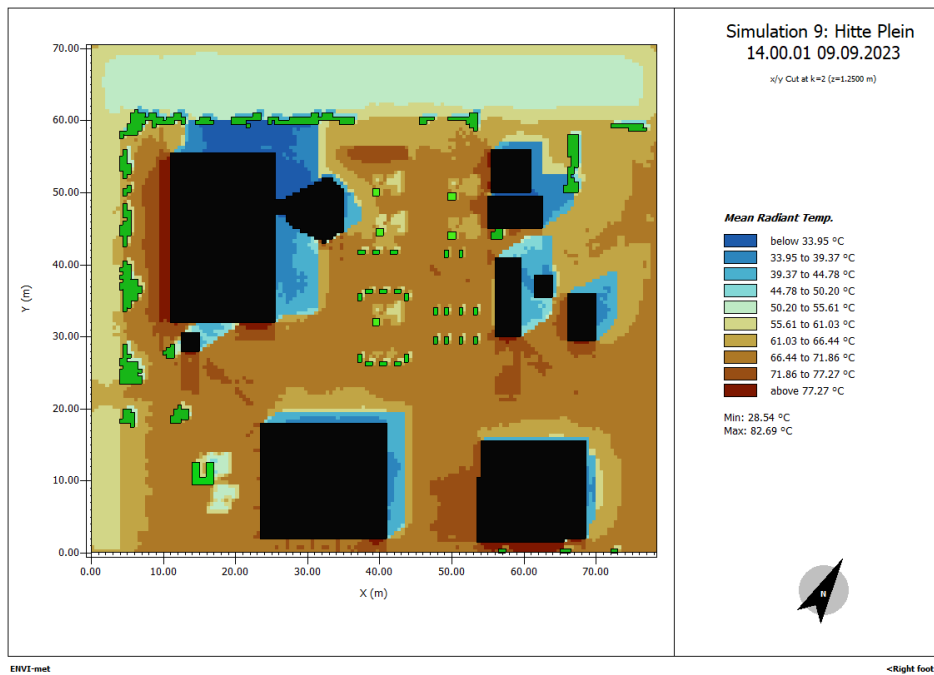 Simulation 9: Hitte Plein
14.00.01 09.09.2023
x/y Cut at k=2 (z=1.2500 m)
70.00
60.00
50.00
40.00
30.00
20.00
10.00
0.00
Y (m)
0.00 10.00 20.00 30.00 40.00 50.00 60.00 70.00
X (m)
Mean Radiant Temp.
below 33.95 °C
33.95 to 39.37 °C
39.37 to 44.78 °C
44.78 to 50.20 °C
50.20 to 55.61 °C
55.61 to 61.03 °C
61.03 to 66.44 °C
66.44 to 71.86 °C
71.86 to 77.27 °C
above 77.27 °C
Min: 28.54 °C
Max: 82.69 °C
N
ENVI-met
<Right foot